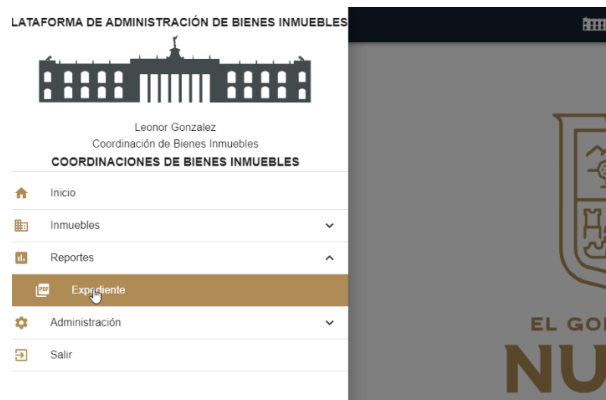 LATAFORMA DE ADMINISTRACIÓN DE BIENES INMUEBLES
Leonor Gonzalez
Coordinación de Bienes Inmuebles
COORDINACIONES DE BIENES INMUEBLES
Inicio
Inmuebles
Reportes
PDF Expediente
Administración
Salir
EL GO
NU